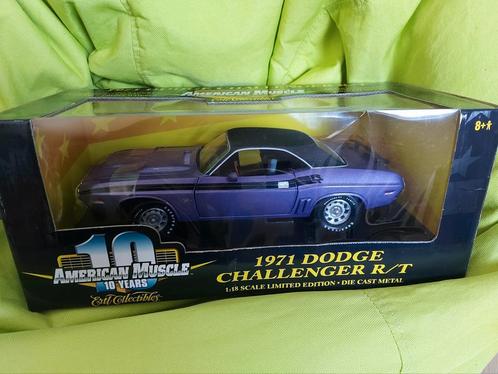 AMERICAN MUSCLE
8+
10
AMERICAN MUSCLE
10 YEARS
Ertl Collectibles
1971 DODGE
CHALLENGER R/T
1:18 SCALE LIMITED EDITION • DIE CAST METAL